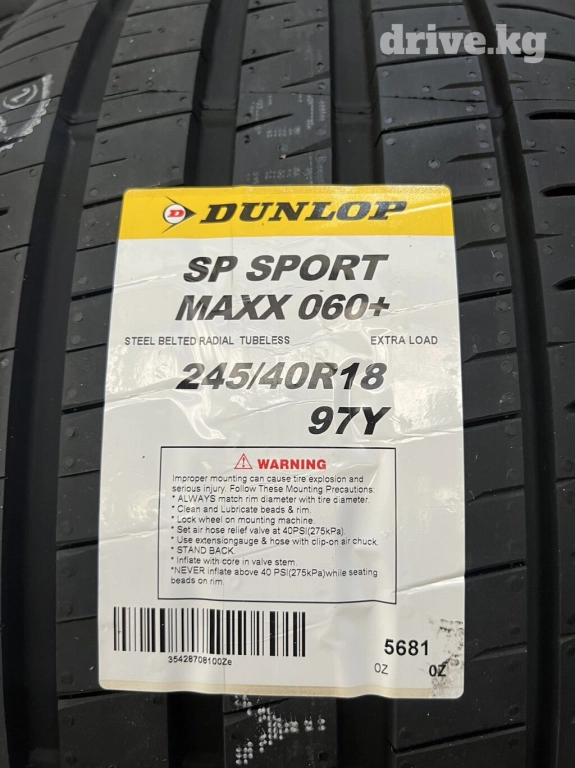 drive.kg
DUNLOP
SP SPORT
MAXX 060+
STEEL BELTED RADIAL TUBELESS EXTRA LOAD
245/40R18
97Y
WARNING
Improper mounting can cause tire explosion and
serious injury. Follow These Mounting Precautions:
* ALWAYS match rim diameter with tire diameter.
* Clean and Lubricate beads & rim.
* Lock wheel on mounting machine.
* Set air hose relief valve at 40PSI(275kPa).
* Use extensiongauge & hose with clip-on air chuck.
* STAND BACK.
* Inflate with core in valve stem.
*NEVER inflate above 40 PSI(275kPa)while seating
beads on rim.
35428708100Ze
5681
OZ OZ